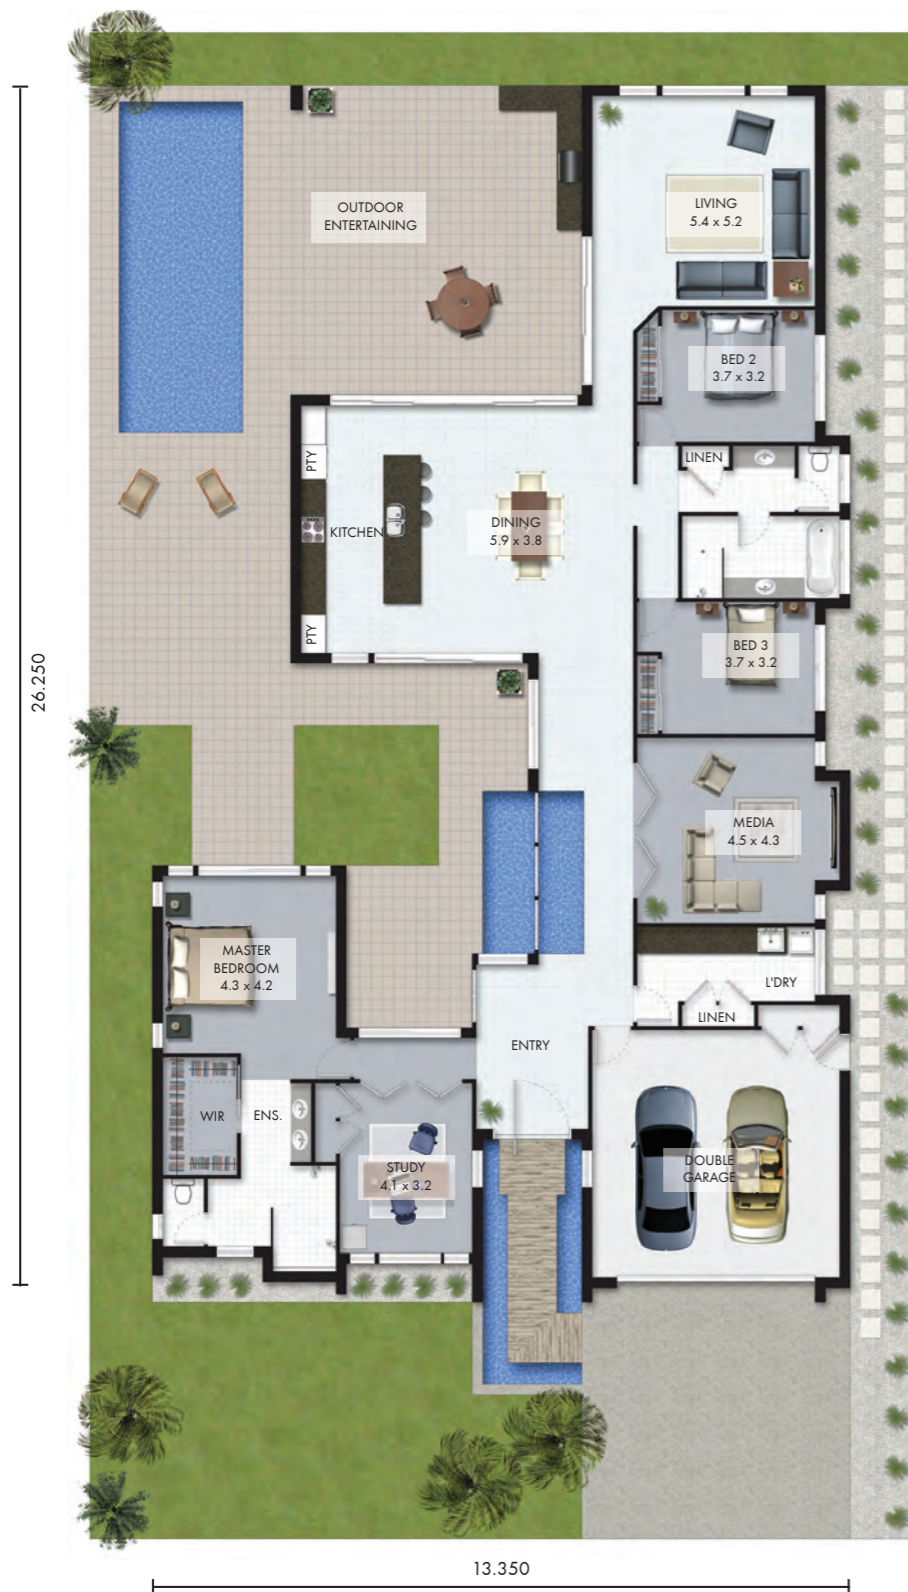 OUTDOOR
ENTERTAINING
LIVING
5.4 x 5.2
BED 2
3.7 x 3.2
PTY
LINEN
KITCHEN
DINING
5.9 x 3.8
PTY
BED 3
3.7 x 3.2
26.250
MEDIA
4.5 x 4.3
MASTER
BEDROOM
4.3 x 4.2
L'DRY
LINEN
ENTRY
WIR
ENS.
STUDY
4.1 x 3.2
DOUBLE
GARAGE
13.350